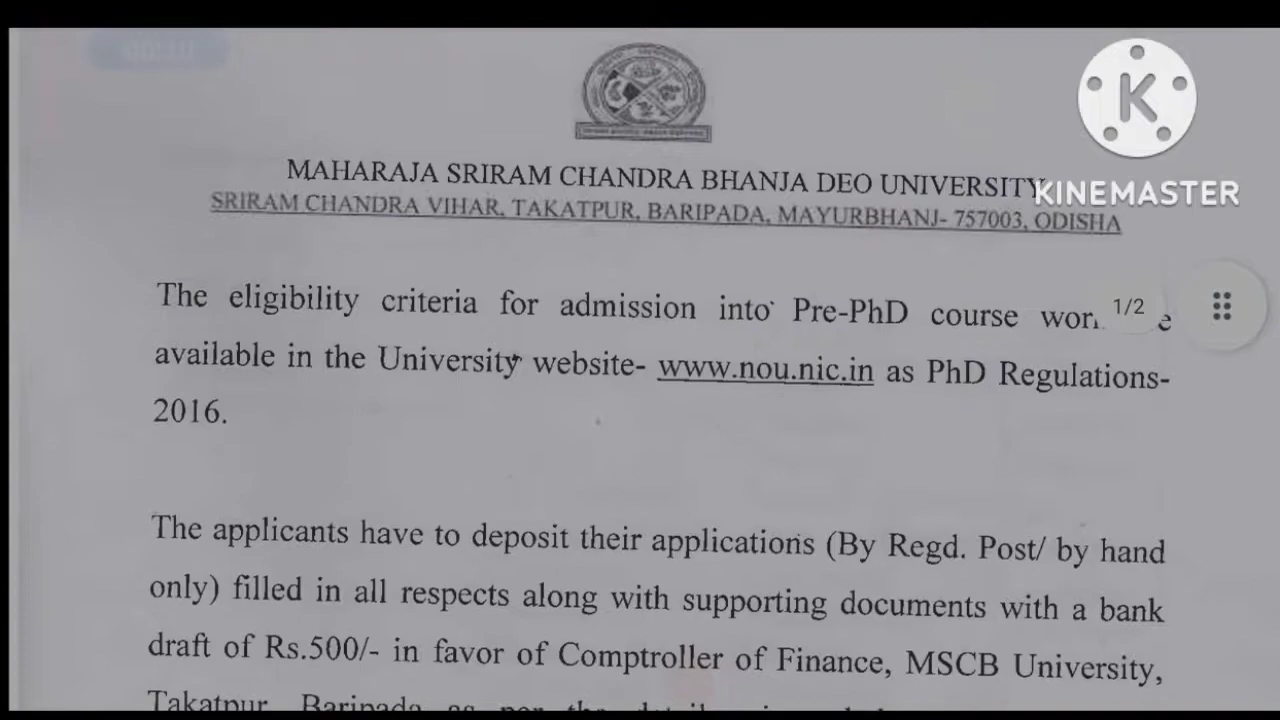 KINEMASTER
MAHARAJA SRIRAM CHANDRA BHANJA DEO UNIVERSITY
SRIRAM CHANDRA VIHAR, TAKATPUR, BARIPADA, MAYURBHANJ- 757003, ODISHA
The eligibility criteria for admission into Pre-PhD course
1/2
available in the University website- www.nou.nic.in as PhD Regulations-
2016.
The applicants have to deposit their applications (By Regd. Post/ by hand
only) filled in all respects along with supporting documents with a bank
draft of Rs.500/- in favor of Comptroller of Finance, MSCB University,
Takatpur Baripada as per the